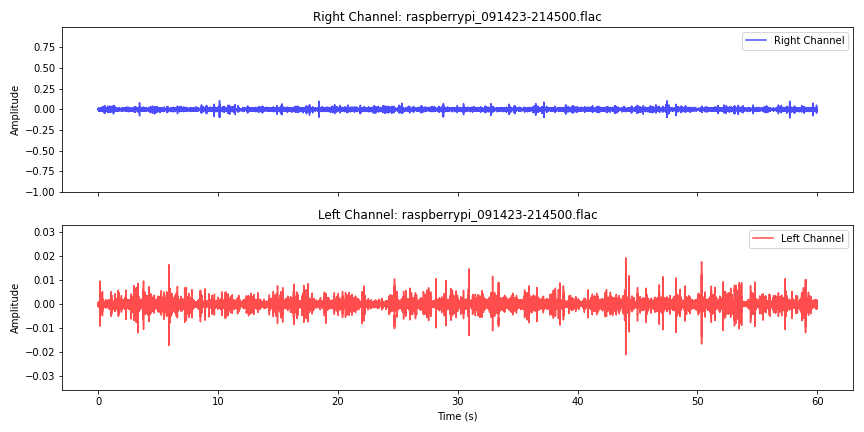 Right Channel: raspberrypi_091423-214500.flac
Right Channel
Amplitude
0.75
0.50
0.25
0.00
−0.25
−0.50
−0.75
−1.00
Left Channel: raspberrypi_091423-214500.flac
Left Channel
Amplitude
0.03
0.02
0.01
0.00
−0.01
−0.02
−0.03
0 10 20 30 40 50 60
Time (s)